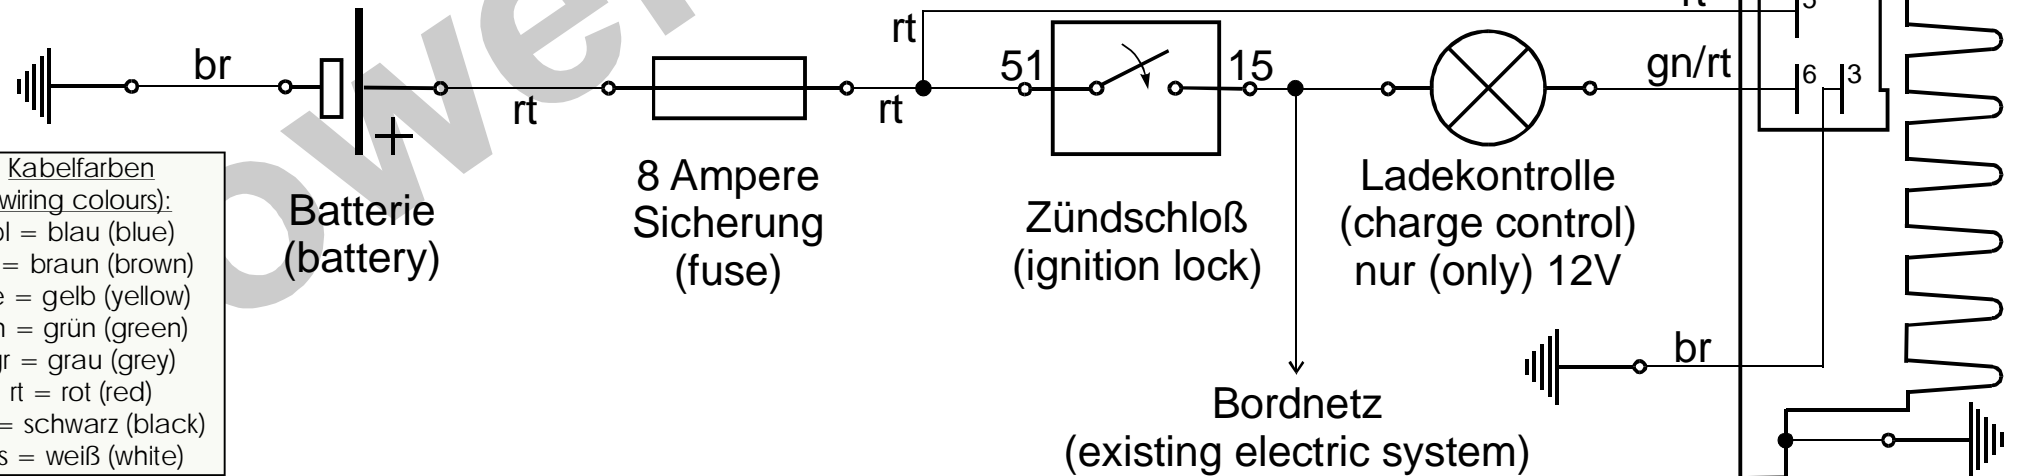 rt
5
rt
br
51
15
gn/rt
6
3
rt
rt
+
Kabelfarben
wiring colours):
= blau (blue)
= braun (brown)
= gelb (yellow)
= grün (green)
= grau (grey)
rt = rot (red)
= schwarz (black)
= weiß (white)
Batterie
(battery)
8 Ampere
Sicherung
(fuse)
Zündschloß
(ignition lock)
Ladekontrolle
(charge control)
nur (only) 12V
br
Bordnetz
(existing electric system)